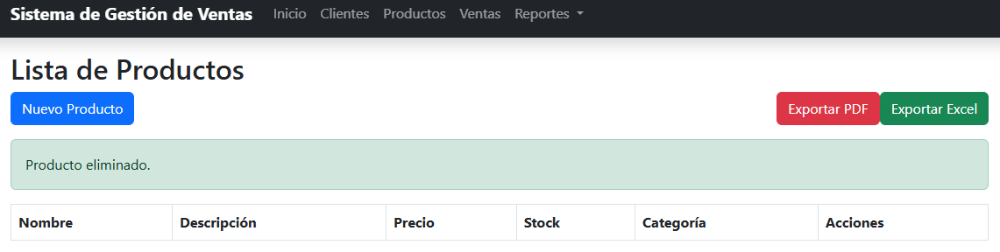 Sistema de Gestión de Ventas Inicio Clientes Productos Ventas Reportes
Lista de Productos
Nuevo Producto Exportar PDF Exportar Excel
Producto eliminado.
Nombre Descripción Precio Stock Categoría Acciones